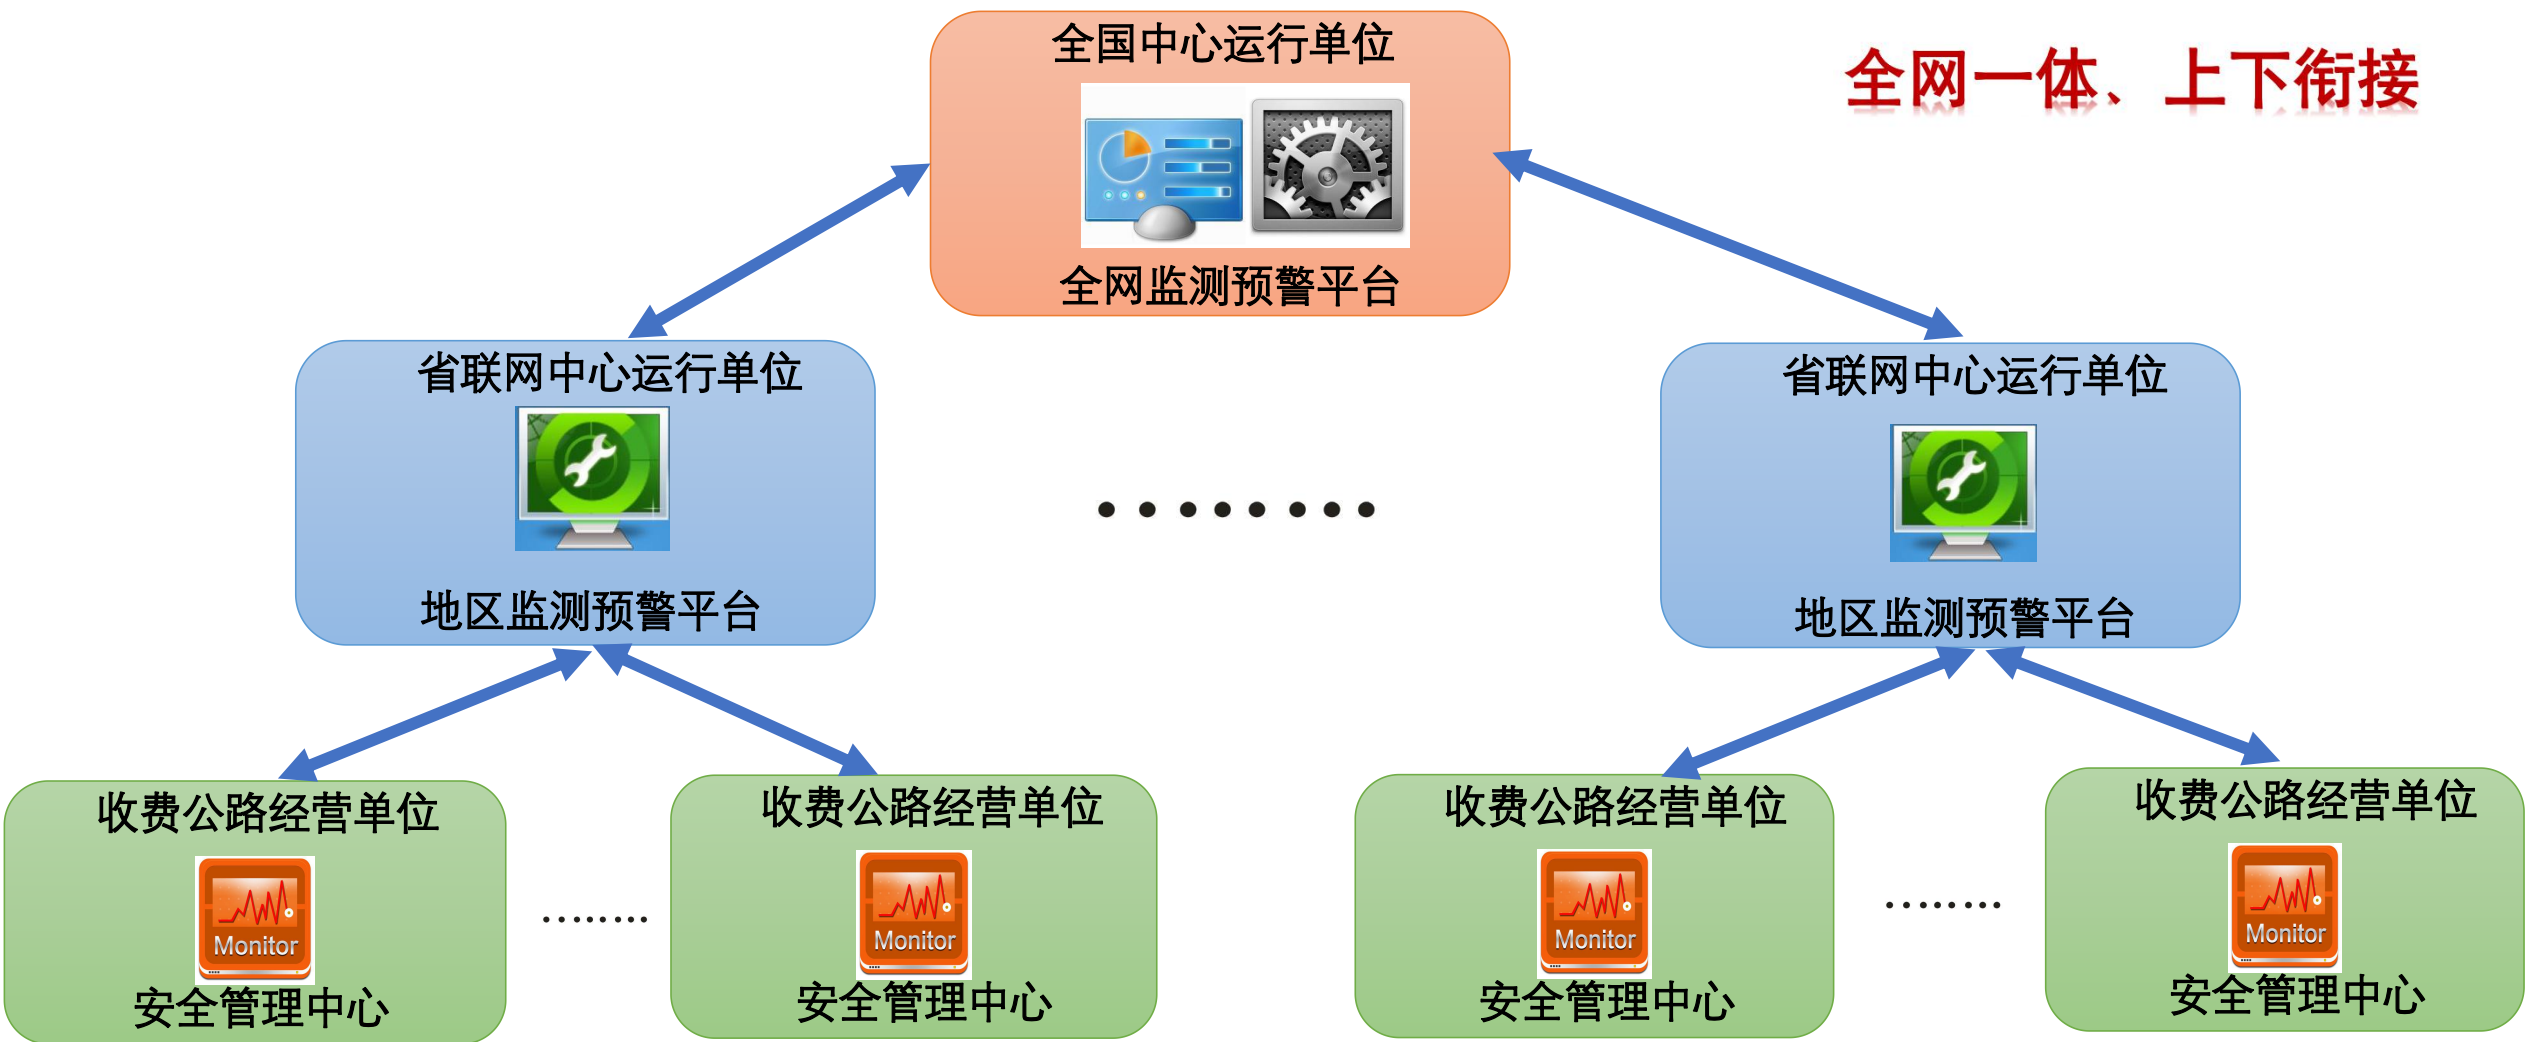 全国中心运行单位
全网一体、上下衔接
全网监测预警平台
省联网中心运行单位
省联网中心运行单位
地区监测预警平台
地区监测预警平台
........
收费公路经营单位
收费公路经营单位
收费公路经营单位
收费公路经营单位
Monitor
Monitor
Monitor
Monitor
........
........
安全管理中心
安全管理中心
安全管理中心
安全管理中心